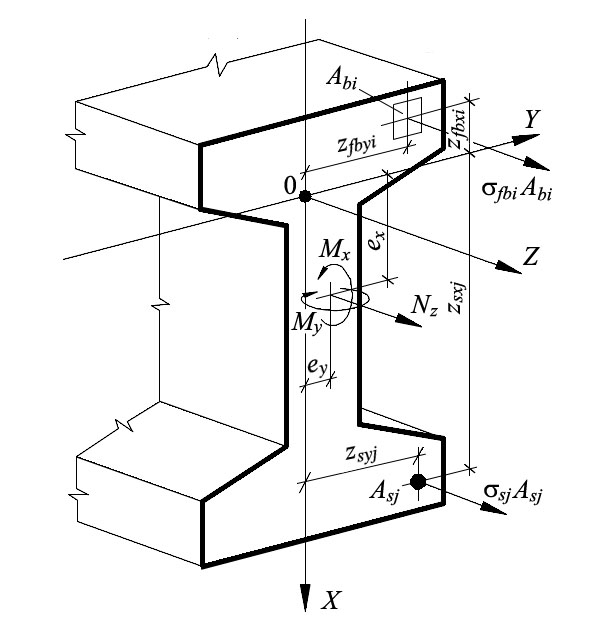 A_bi
z_fbyi
z_fbxi
Y
σ_fbi A_bi
0
Z
e_x
M_x
z_sxj
N_z
M_y
e_y
z_syj
A_sj
σ_sj A_sj
X